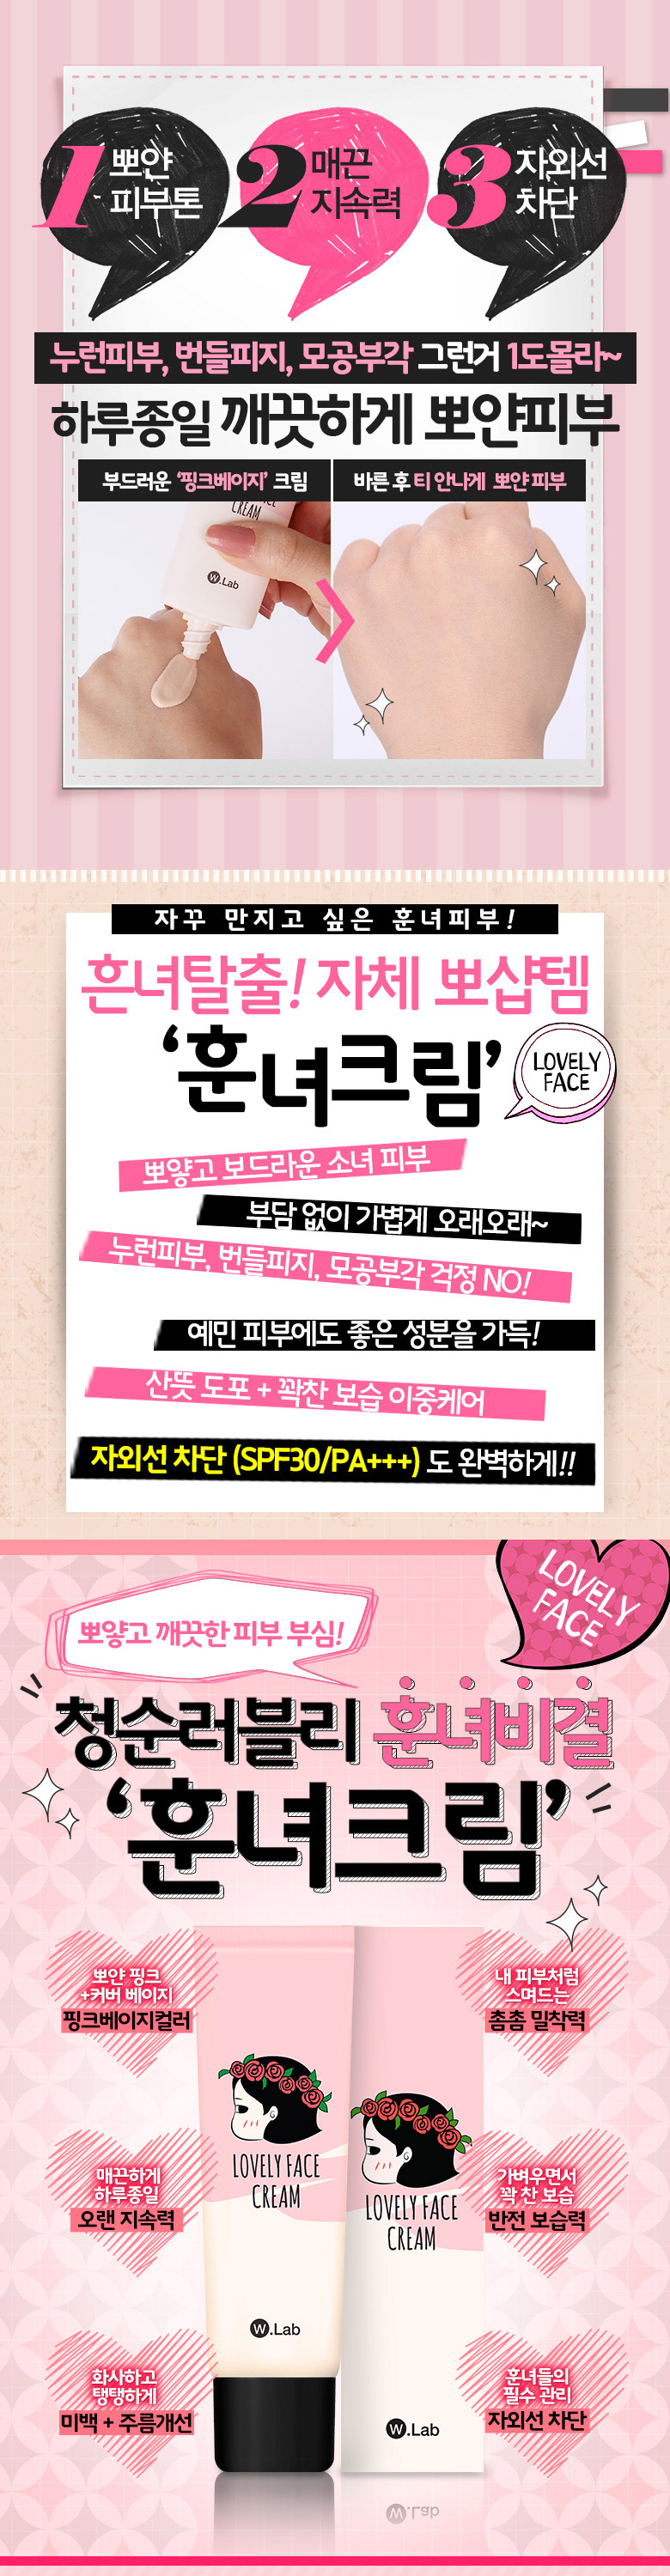 1 뽀얀
피부톤
2 매끈
지속력
3 자외선
차단
누런피부, 번들피지, 모공부각 그런거 1도몰라~
하루종일 깨끗하게 뽀얀피부
부드러운 '핑크베이지' 크림
바른 후 티 안나게 뽀얀 피부
CREAM
W.Lab
자꾸 만지고 싶은 훈녀피부!
흔녀탈출! 자체 뽀샵템
'훈녀크림'
LOVELY
FACE
뽀얗고 보드라운 소녀 피부
부담 없이 가볍게 오래오래~
누런피부, 번들피지, 모공부각 걱정 NO!
예민 피부에도 좋은 성분을 가득!
산뜻 도포 + 꽉찬 보습 이중케어
자외선 차단 (SPF30/PA+++) 도 완벽하게!!
LOVELY
FACE
뽀얗고 깨끗한 피부 부심!
청순러블리 훈녀비결
'훈녀크림'
뽀얀 핑크
+커버 베이지
핑크베이지컬러
내 피부처럼
스며드는
촘촘 밀착력
매끈하게
하루종일
오랜 지속력
가벼우면서
꽉 찬 보습
반전 보습력
화사하고
탱탱하게
미백 + 주름개선
훈녀들의
필수 관리
자외선 차단
LOVELY FACE
CREAM
W.Lab
LOVELY FACE
CREAM
W.Lab